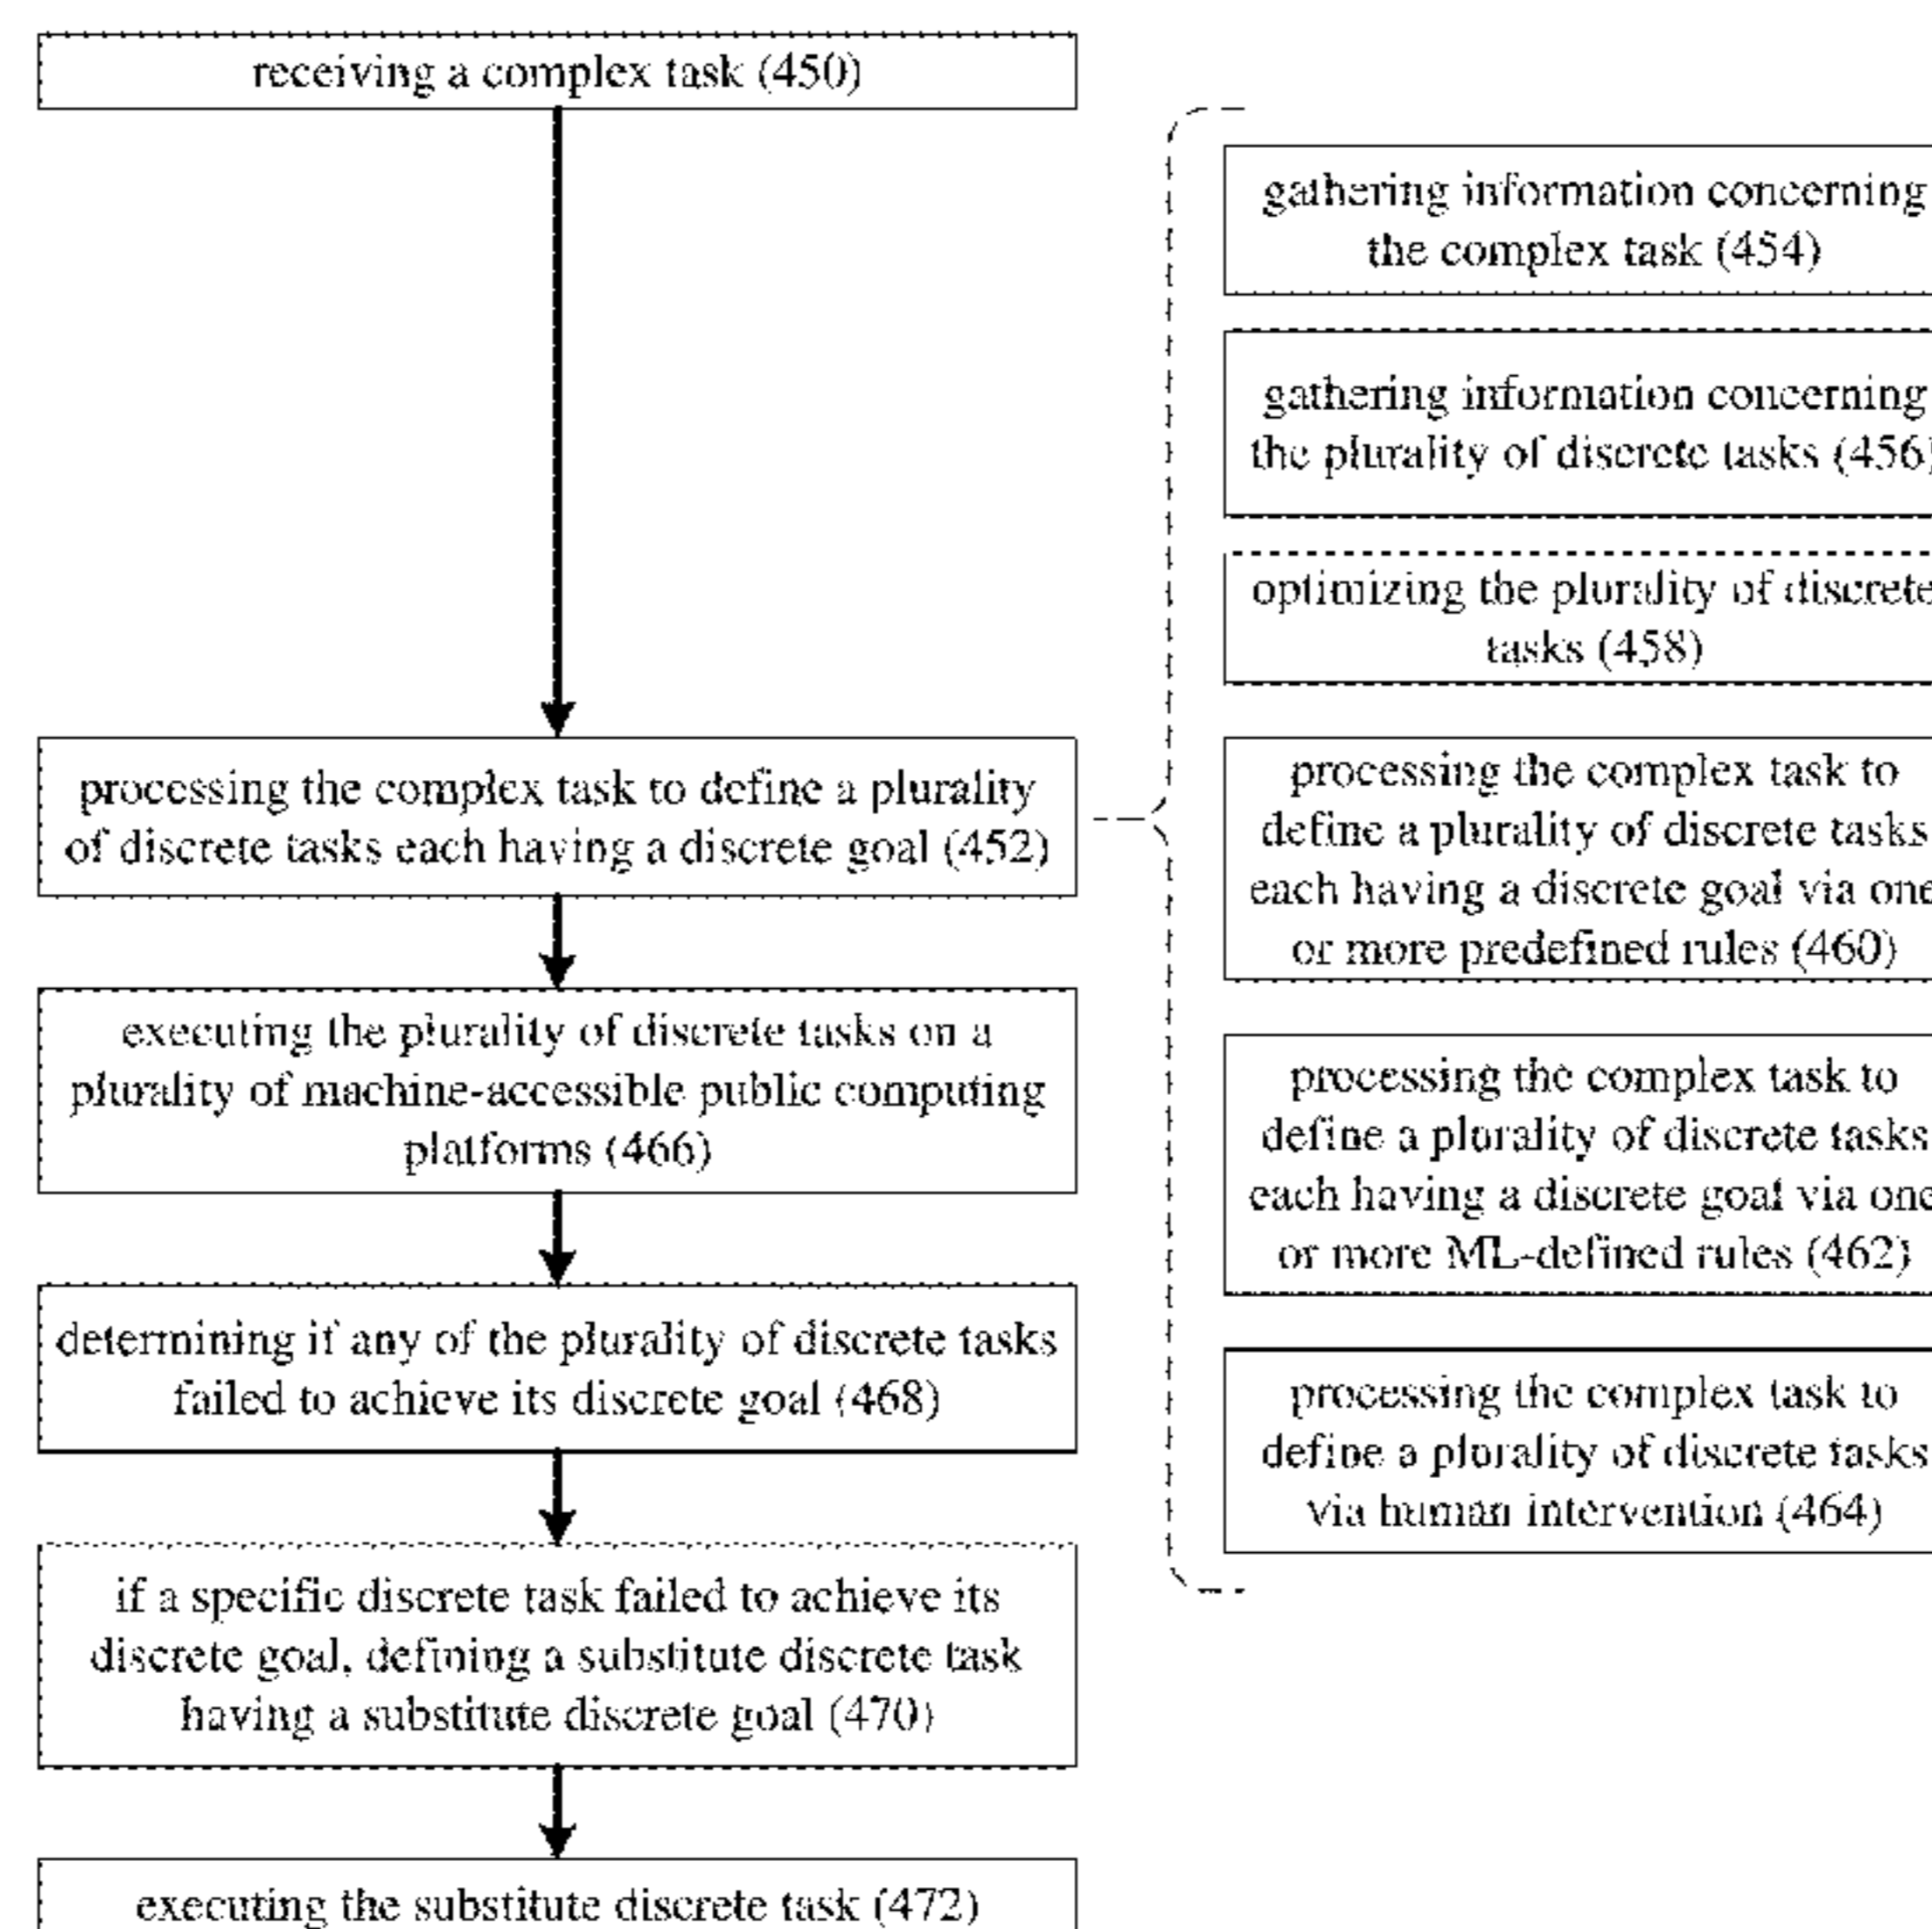 receiving a complex task (450)
processing the complex task to define a plurality
of discrete tasks each having a discrete goal (452)
executing the plurality of discrete tasks on a
plurality of machine-accessible public computing
platforms (466)
determining if any of the plurality of discrete tasks
failed to achieve its discrete goal (468)
if a specific discrete task failed to achieve its
discrete goal, defining a substitute discrete task
having a substitute discrete goal (470)
executing the substitute discrete task (472)
gathering information concerning
the complex task (454)
gathering information concerning
the plurality of discrete tasks (456)
optimizing the plurality of discrete
tasks (458)
processing the complex task to
define a plurality of discrete tasks
each having a discrete goal via one
or more predefined rules (460)
processing the complex task to
define a plurality of discrete tasks
each having a discrete goal via one
or more ML-defined rules (462)
processing the complex task to
define a plurality of discrete tasks
via human intervention (464)